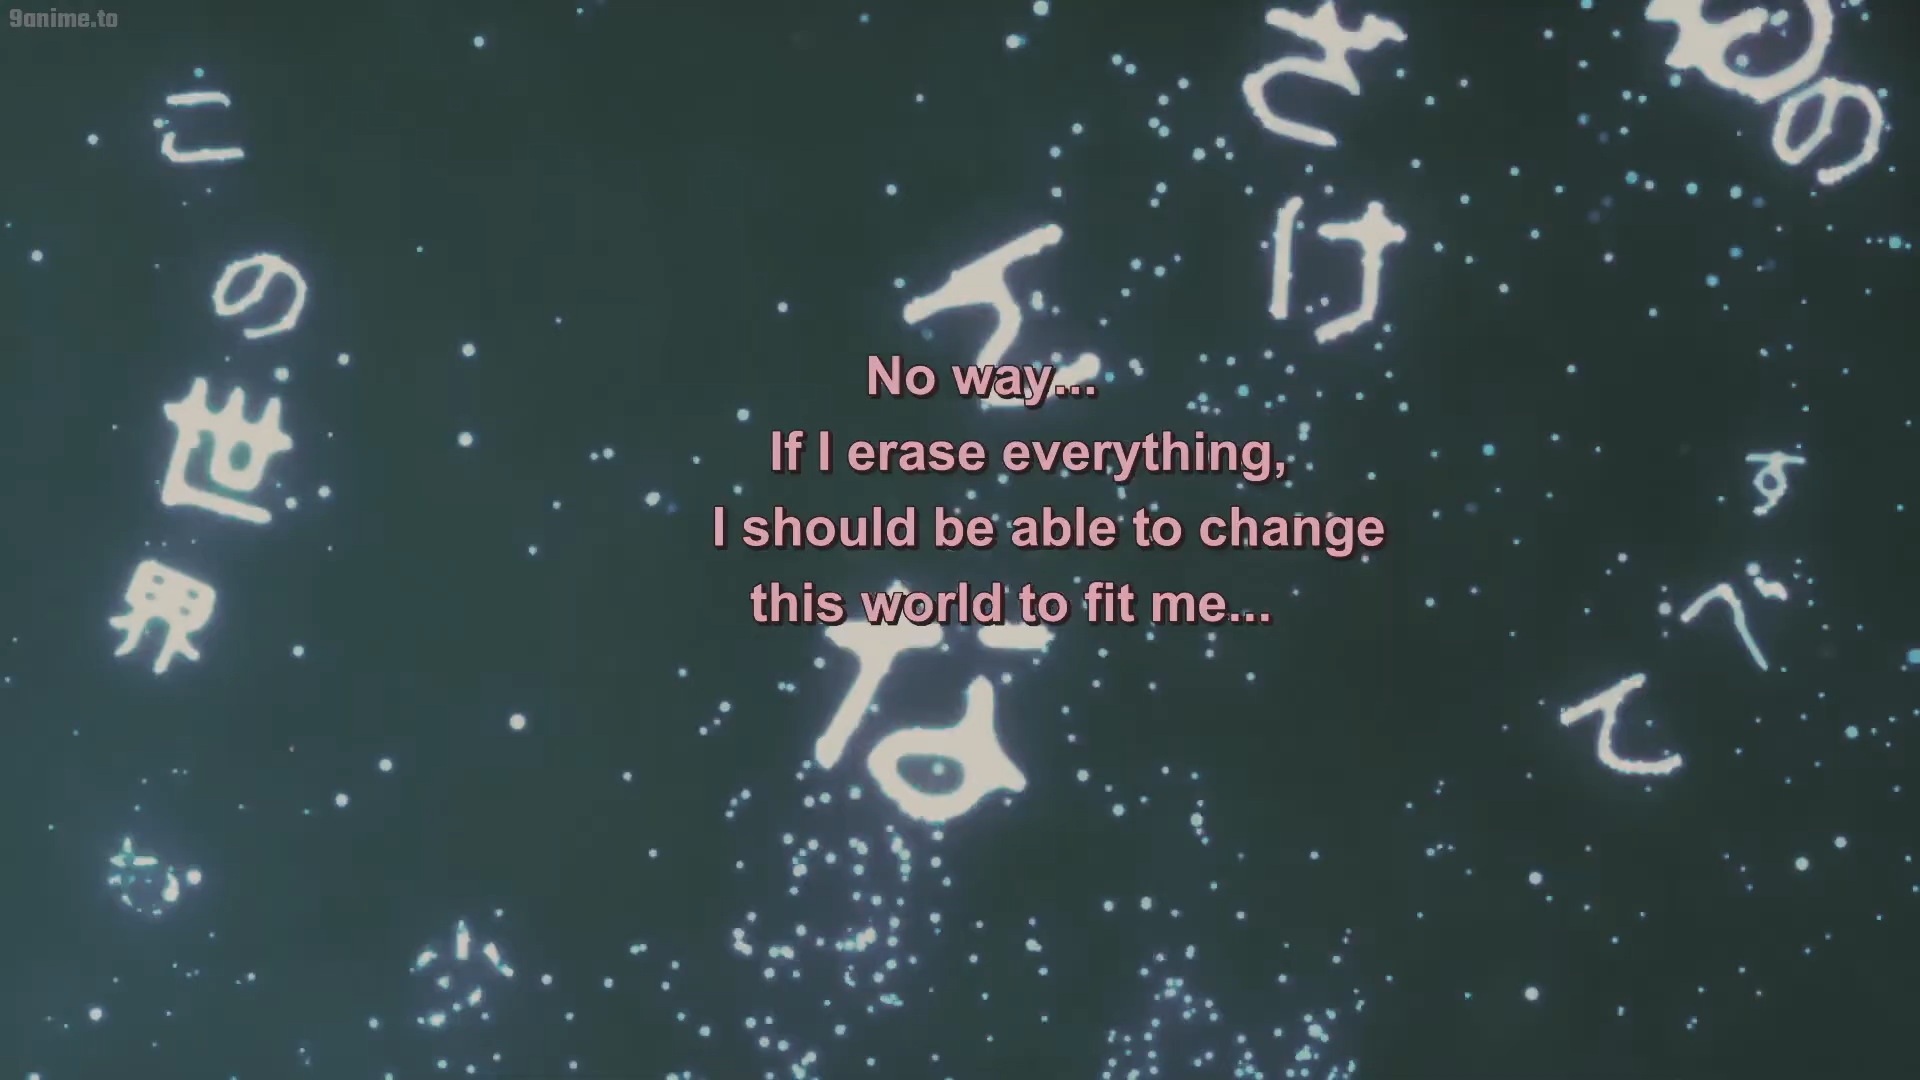 9anime.to
No way...
If I erase everything,
I should be able to change
this world to fit me...
の
さけ
んな
すべて
この世界